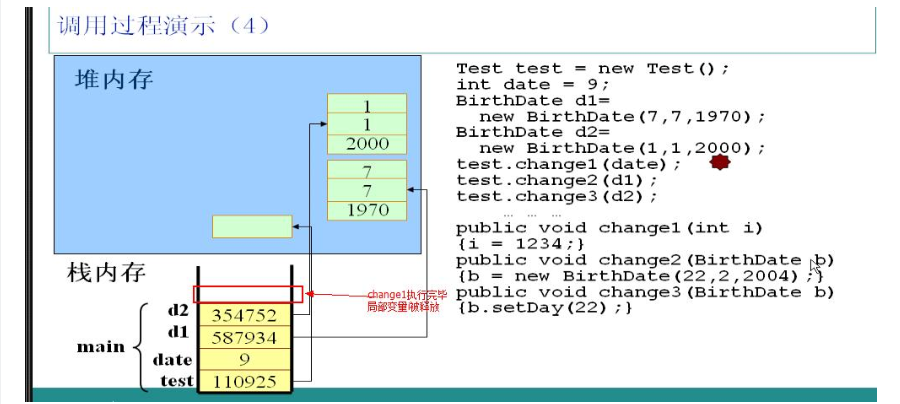 调用过程演示（4）
堆内存
1
1
2000
7
7
1970
栈内存
main
d2 354752
d1 587934
date 9
test 110925
change1执行完毕
局部变量被释放
Test test = new Test();
int date = 9;
BirthDate d1=
new BirthDate(7,7,1970);
BirthDate d2=
new BirthDate(1,1,2000);
test.change1(date);
test.change2(d1);
test.change3(d2);
… … …
public void change1(int i)
{i = 1234;}
public void change2(BirthDate b)
{b = new BirthDate(22,2,2004);}
public void change3(BirthDate b)
{b.setDay(22);}